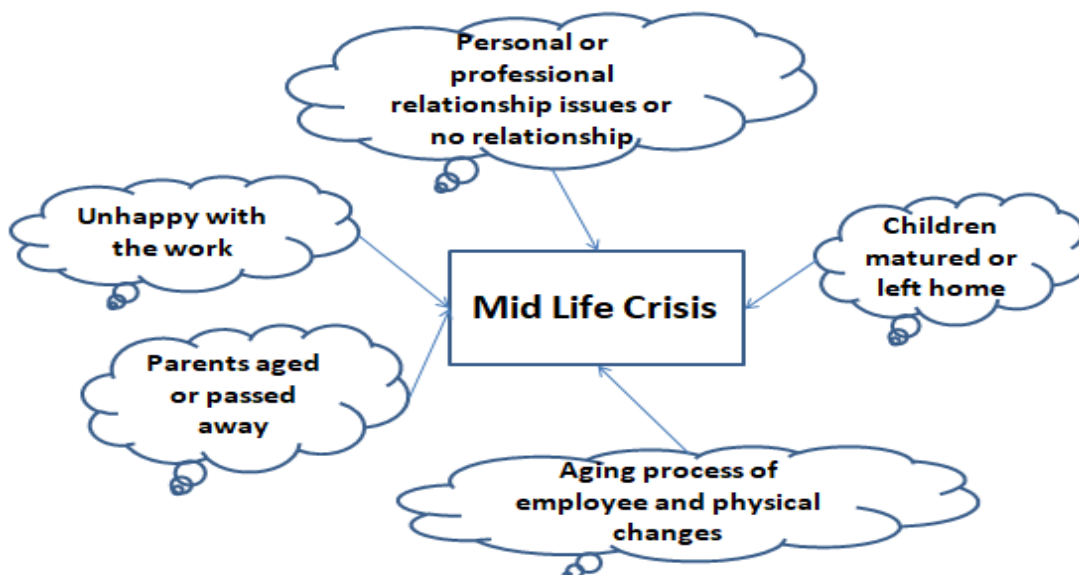 Personal or
professional
relationship issues or
no relationship
Unhappy with
the work
Children
matured or
left home
Mid Life Crisis
Parents aged
or passed
away
Aging process of
employee and physical
changes